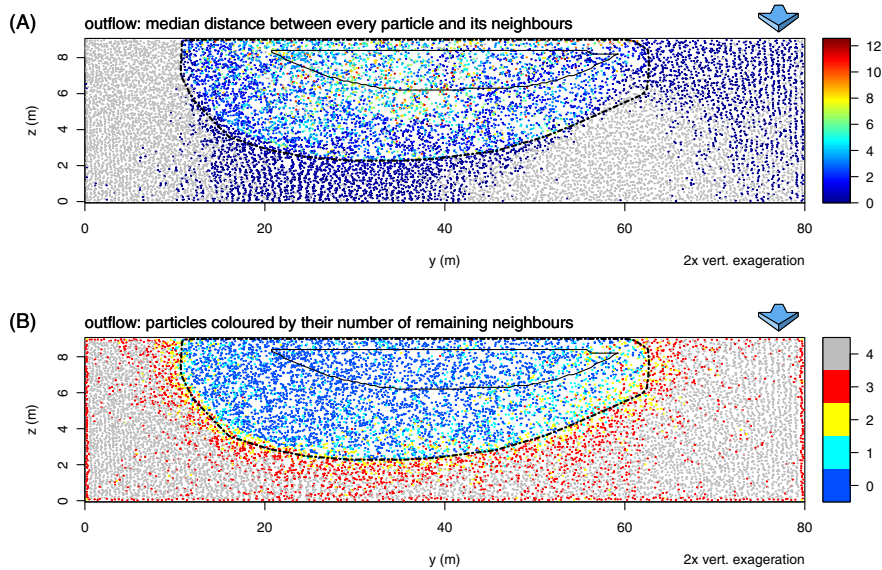 (A)
outflow: median distance between every particle and its neighbours
z (m)
8
6
4
2
0
0 20 40 60 80
y (m)
2x vert. exageration
12
10
8
6
4
2
0
(B)
outflow: particles coloured by their number of remaining neighbours
z (m)
8
6
4
2
0
0 20 40 60 80
y (m)
2x vert. exageration
4
3
2
1
0